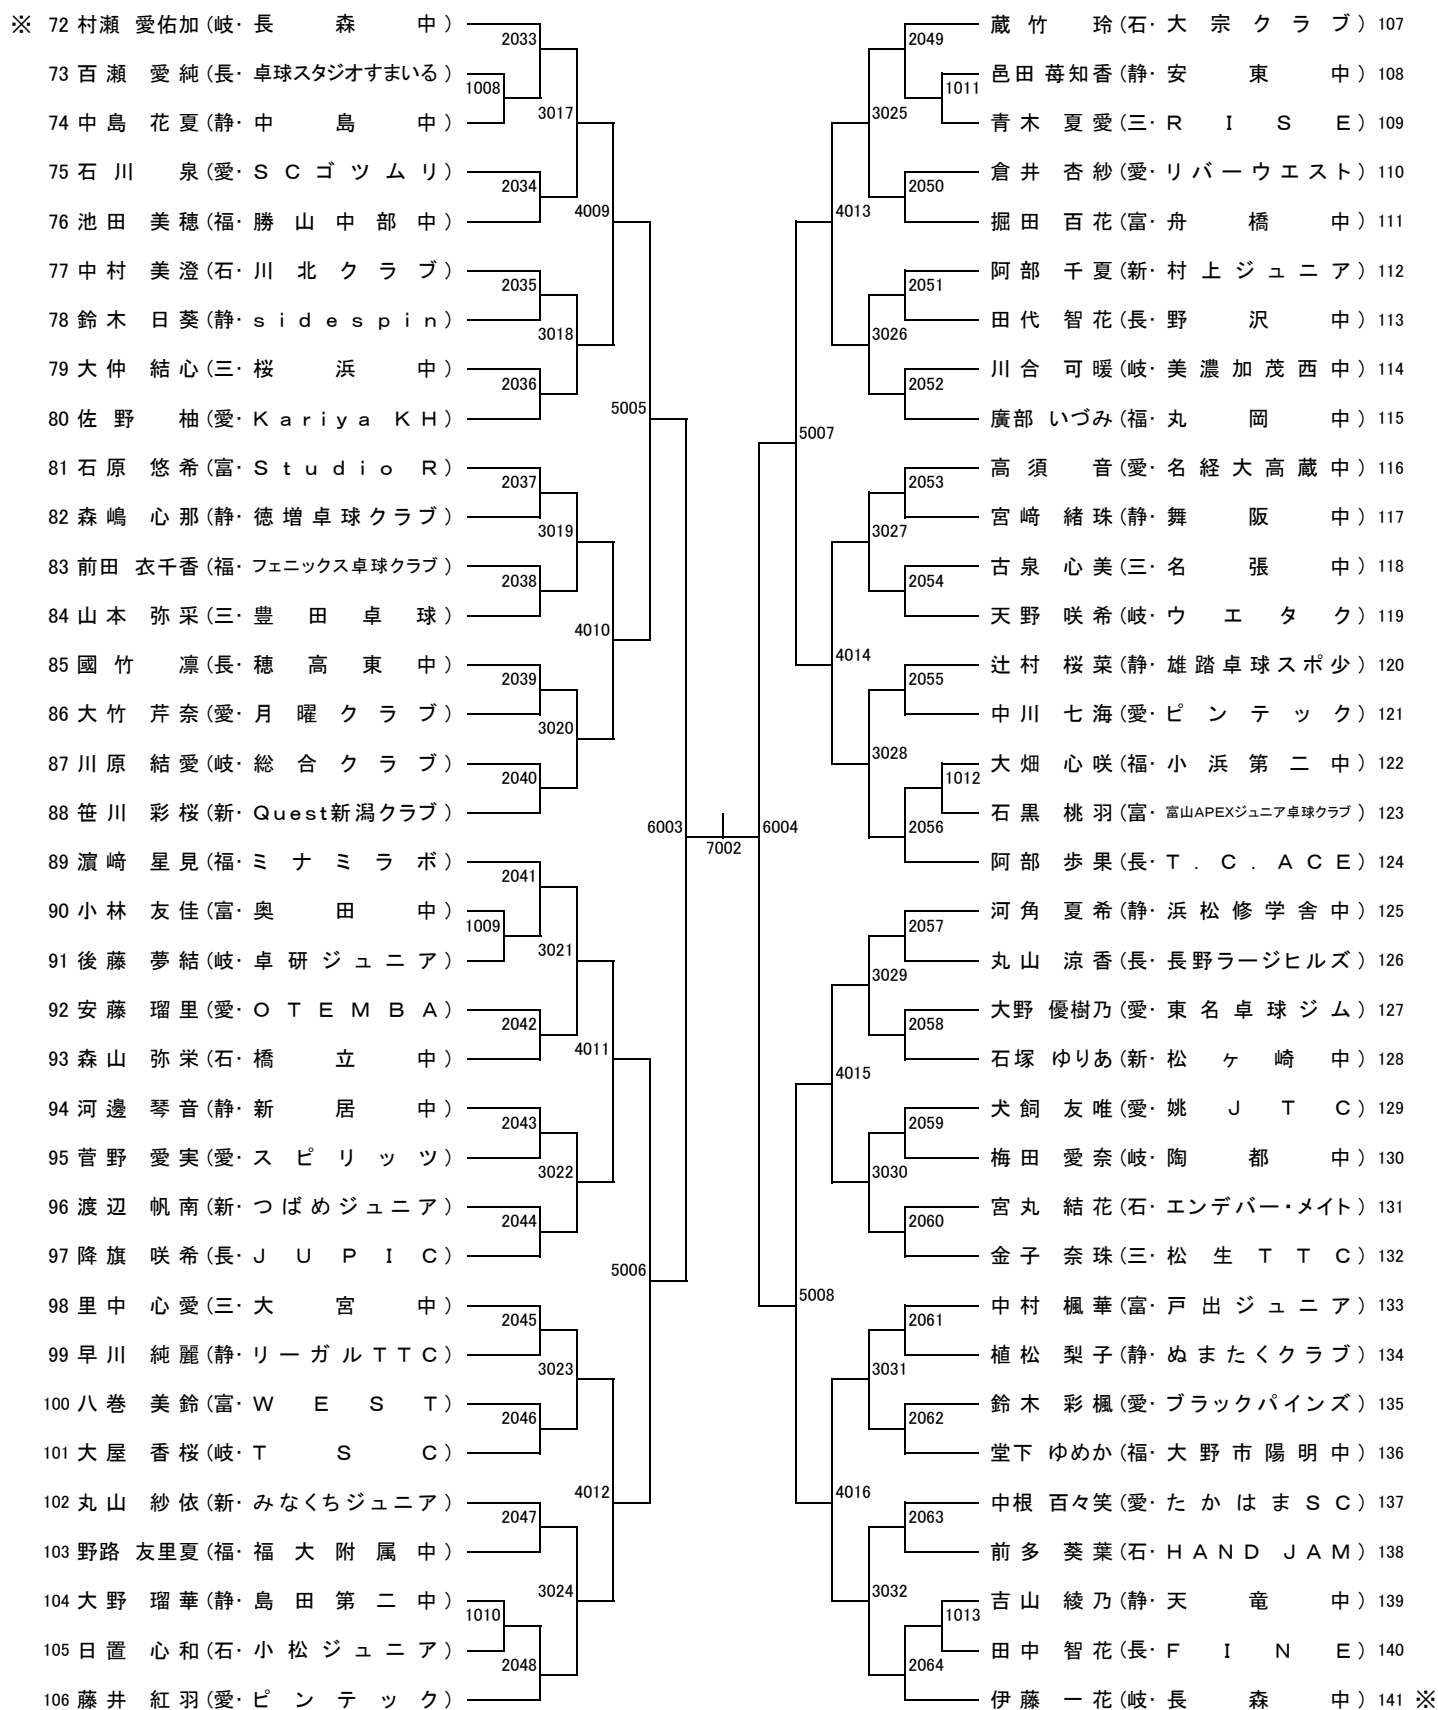 ※ 72 村瀬 愛佑加 (岐・長森中)
2033
73 百瀬 愛純 (長・卓球スタジオすまいる)
1008
74 中島 花夏 (静・中島中)
3017
75 石川 泉 (愛・SCゴツムリ)
2034
76 池田 美穂 (福・勝山中部中)
4009
77 中村 美澄 (石・川北クラブ)
2035
78 鈴木 日葵 (静・sidespin)
3018
79 大仲 結心 (三・桜浜中)
2036
80 佐野 柚 (愛・Kariya KH)
5005
81 石原 悠希 (富・Studio R)
2037
82 森嶋 心那 (静・徳増卓球クラブ)
3019
83 前田 衣千香 (福・フェニックス卓球クラブ)
2038
84 山本 弥采 (三・豊田卓球)
4010
85 國竹 凛 (長・穂高東中)
2039
86 大竹 芹奈 (愛・月曜クラブ)
3020
87 川原 結愛 (岐・総合クラブ)
2040
88 笹川 彩桜 (新・Quest新潟クラブ)
6003
89 濵﨑 星見 (福・ミナミラボ)
2041
90 小林 友佳 (富・奥田中)
1009
91 後藤 夢結 (岐・卓研ジュニア)
3021
92 安藤 瑠里 (愛・OTEMBA)
2042
93 森山 弥栄 (石・橋立中)
4011
94 河邊 琴音 (静・新居中)
2043
95 菅野 愛実 (愛・スピリッツ)
3022
96 渡辺 帆南 (新・つばめジュニア)
2044
97 降旗 咲希 (長・JUPIC)
5006
98 里中 心愛 (三・大宮中)
2045
99 早川 純麗 (静・リーガルTTC)
3023
100 八巻 美鈴 (富・WEST)
2046
101 大屋 香桜 (岐・TSC)
4012
102 丸山 紗依 (新・みなくちジュニア)
2047
103 野路 友里夏 (福・福大附属中)
3024
104 大野 瑠華 (静・島田第二中)
1010
105 日置 心和 (石・小松ジュニア)
2048
106 藤井 紅羽 (愛・ピンテック)
7002
蔵竹 玲 (石・大宗クラブ) 107
2049
邑田 苺知香 (静・安東中) 108
1011
青木 夏愛 (三・RISE) 109
3025
倉井 杏紗 (愛・リバーウエスト) 110
2050
掘田 百花 (富・舟橋中) 111
4013
阿部 千夏 (新・村上ジュニア) 112
2051
田代 智花 (長・野沢中) 113
3026
川合 可暖 (岐・美濃加茂西中) 114
2052
廣部 いづみ (福・丸岡中) 115
5007
高須 音 (愛・名経大高蔵中) 116
2053
宮﨑 緒珠 (静・舞阪中) 117
3027
古泉 心美 (三・名張中) 118
2054
天野 咲希 (岐・ウエタク) 119
4014
辻村 桜菜 (静・雄踏卓球スポ少) 120
2055
中川 七海 (愛・ピンテック) 121
3028
大畑 心咲 (福・小浜第二中) 122
1012
石黒 桃羽 (富・富山APEXジュニア卓球クラブ) 123
2056
6004
阿部 歩果 (長・T.C.ACE) 124
河角 夏希 (静・浜松修学舎中) 125
2057
丸山 涼香 (長・長野ラージヒルズ) 126
3029
大野 優樹乃 (愛・東名卓球ジム) 127
2058
石塚 ゆりあ (新・松ヶ崎中) 128
4015
犬飼 友唯 (愛・姚JTC) 129
2059
梅田 愛奈 (岐・陶都中) 130
3030
宮丸 結花 (石・エンデバー・メイト) 131
2060
金子 奈珠 (三・松生TTC) 132
5008
中村 楓華 (富・戸出ジュニア) 133
2061
植松 梨子 (静・ぬまたくクラブ) 134
3031
鈴木 彩楓 (愛・ブラックパインズ) 135
2062
堂下 ゆめか (福・大野市陽明中) 136
4016
中根 百々笑 (愛・たかはまSC) 137
2063
前多 葵葉 (石・HAND JAM) 138
3032
吉山 綾乃 (静・天竜中) 139
1013
田中 智花 (長・FINE) 140
2064
伊藤 一花 (岐・長森中) 141 ※